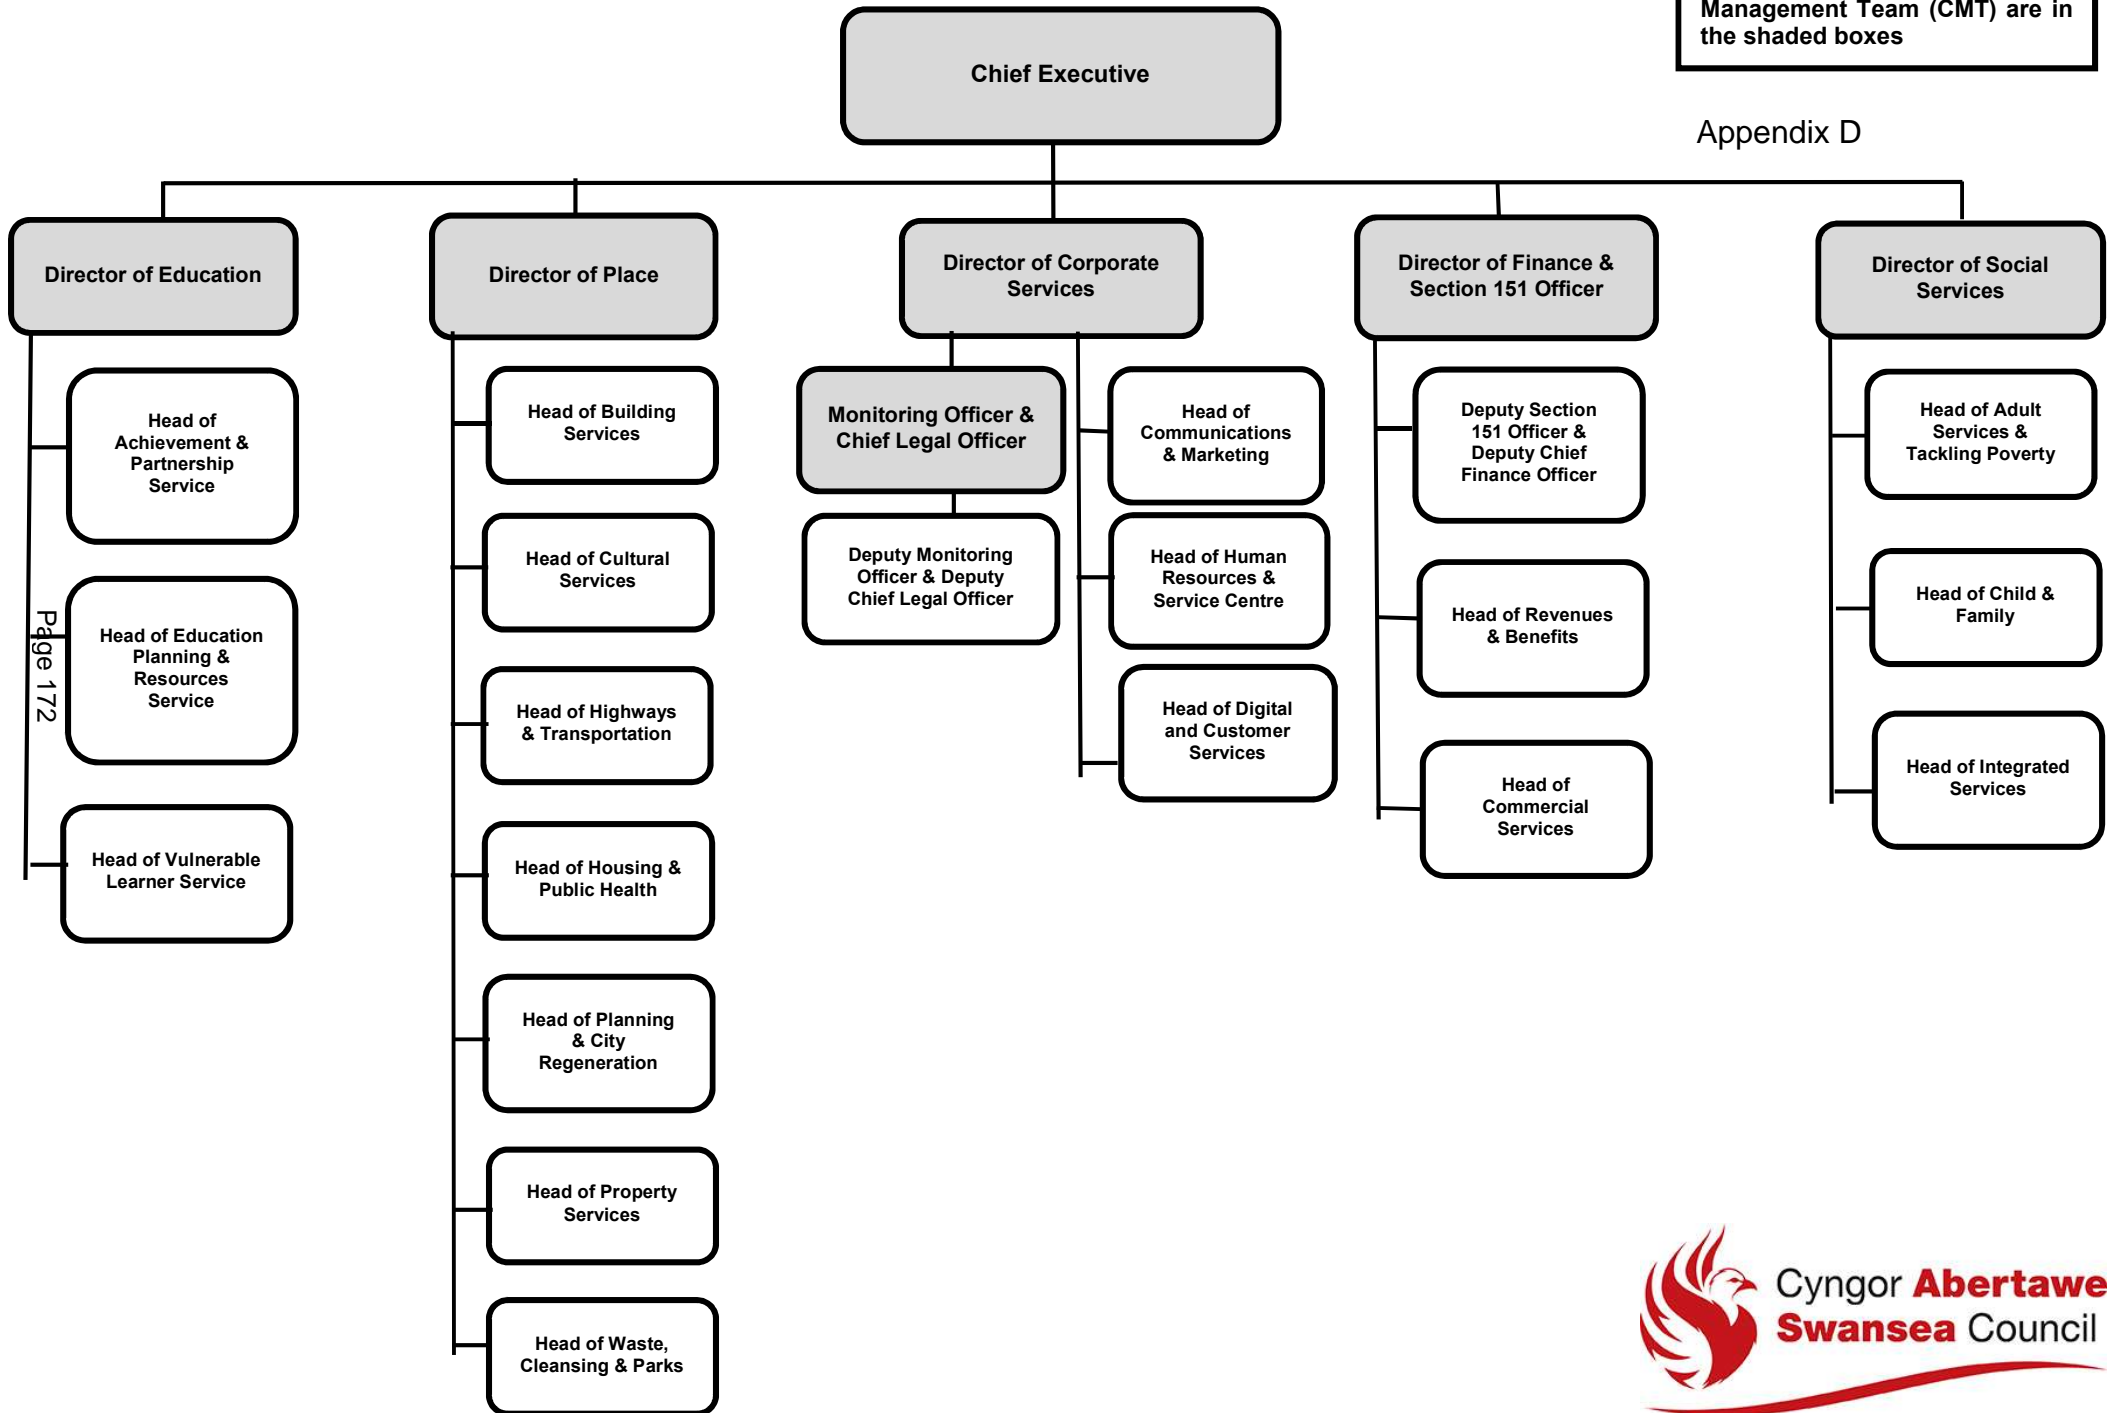 Management Team (CMT) are in
the shaded boxes
Appendix D
Chief Executive
Director of Education
Director of Place
Director of Corporate
Services
Director of Finance &
Section 151 Officer
Director of Social
Services
Head of
Achievement &
Partnership
Service
Head of Education
Planning &
Resources
Service
Head of Vulnerable
Learner Service
Page 172
Head of Building
Services
Head of Cultural
Services
Head of Highways
& Transportation
Head of Housing &
Public Health
Head of Planning
& City
Regeneration
Head of Property
Services
Head of Waste,
Cleansing & Parks
Monitoring Officer &
Chief Legal Officer
Deputy Monitoring
Officer & Deputy
Chief Legal Officer
Head of
Communications
& Marketing
Head of Human
Resources &
Service Centre
Head of Digital
and Customer
Services
Deputy Section
151 Officer &
Deputy Chief
Finance Officer
Head of Revenues
& Benefits
Head of
Commercial
Services
Head of Adult
Services &
Tackling Poverty
Head of Child &
Family
Head of Integrated
Services
Cyngor Abertawe
Swansea Council